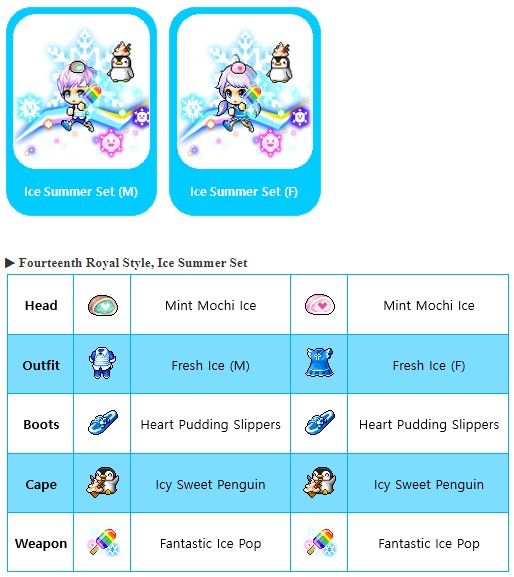 Ice Summer Set (M)
Ice Summer Set (F)
▶ Fourteenth Royal Style, Ice Summer Set
Head Mint Mochi Ice Mint Mochi Ice
Outfit Fresh Ice (M) Fresh Ice (F)
Boots Heart Pudding Slippers Heart Pudding Slippers
Cape Icy Sweet Penguin Icy Sweet Penguin
Weapon Fantastic Ice Pop Fantastic Ice Pop